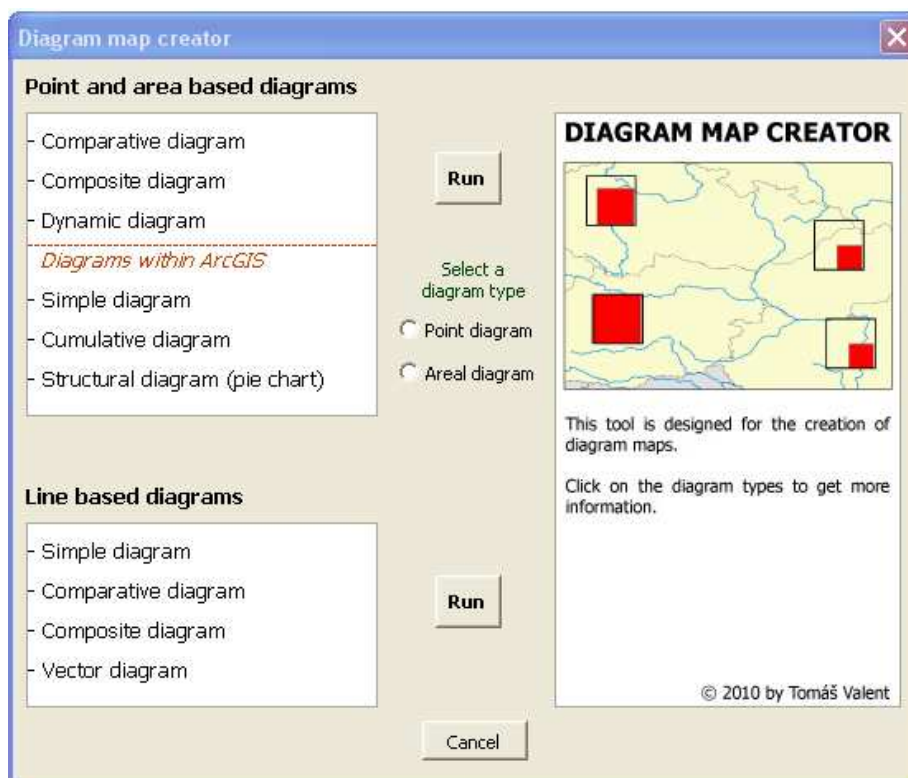 Diagram map creator
Point and area based diagrams
- Comparative diagram
- Composite diagram
- Dynamic diagram
Diagrams within ArcGIS
- Simple diagram
- Cumulative diagram
- Structural diagram (pie chart)
Run
Select a
diagram type
Point diagram
Areal diagram
Line based diagrams
- Simple diagram
- Comparative diagram
- Composite diagram
- Vector diagram
Run
Cancel
DIAGRAM MAP CREATOR
This tool is designed for the creation of
diagram maps.
Click on the diagram types to get more
information.
© 2010 by Tomáš Valent